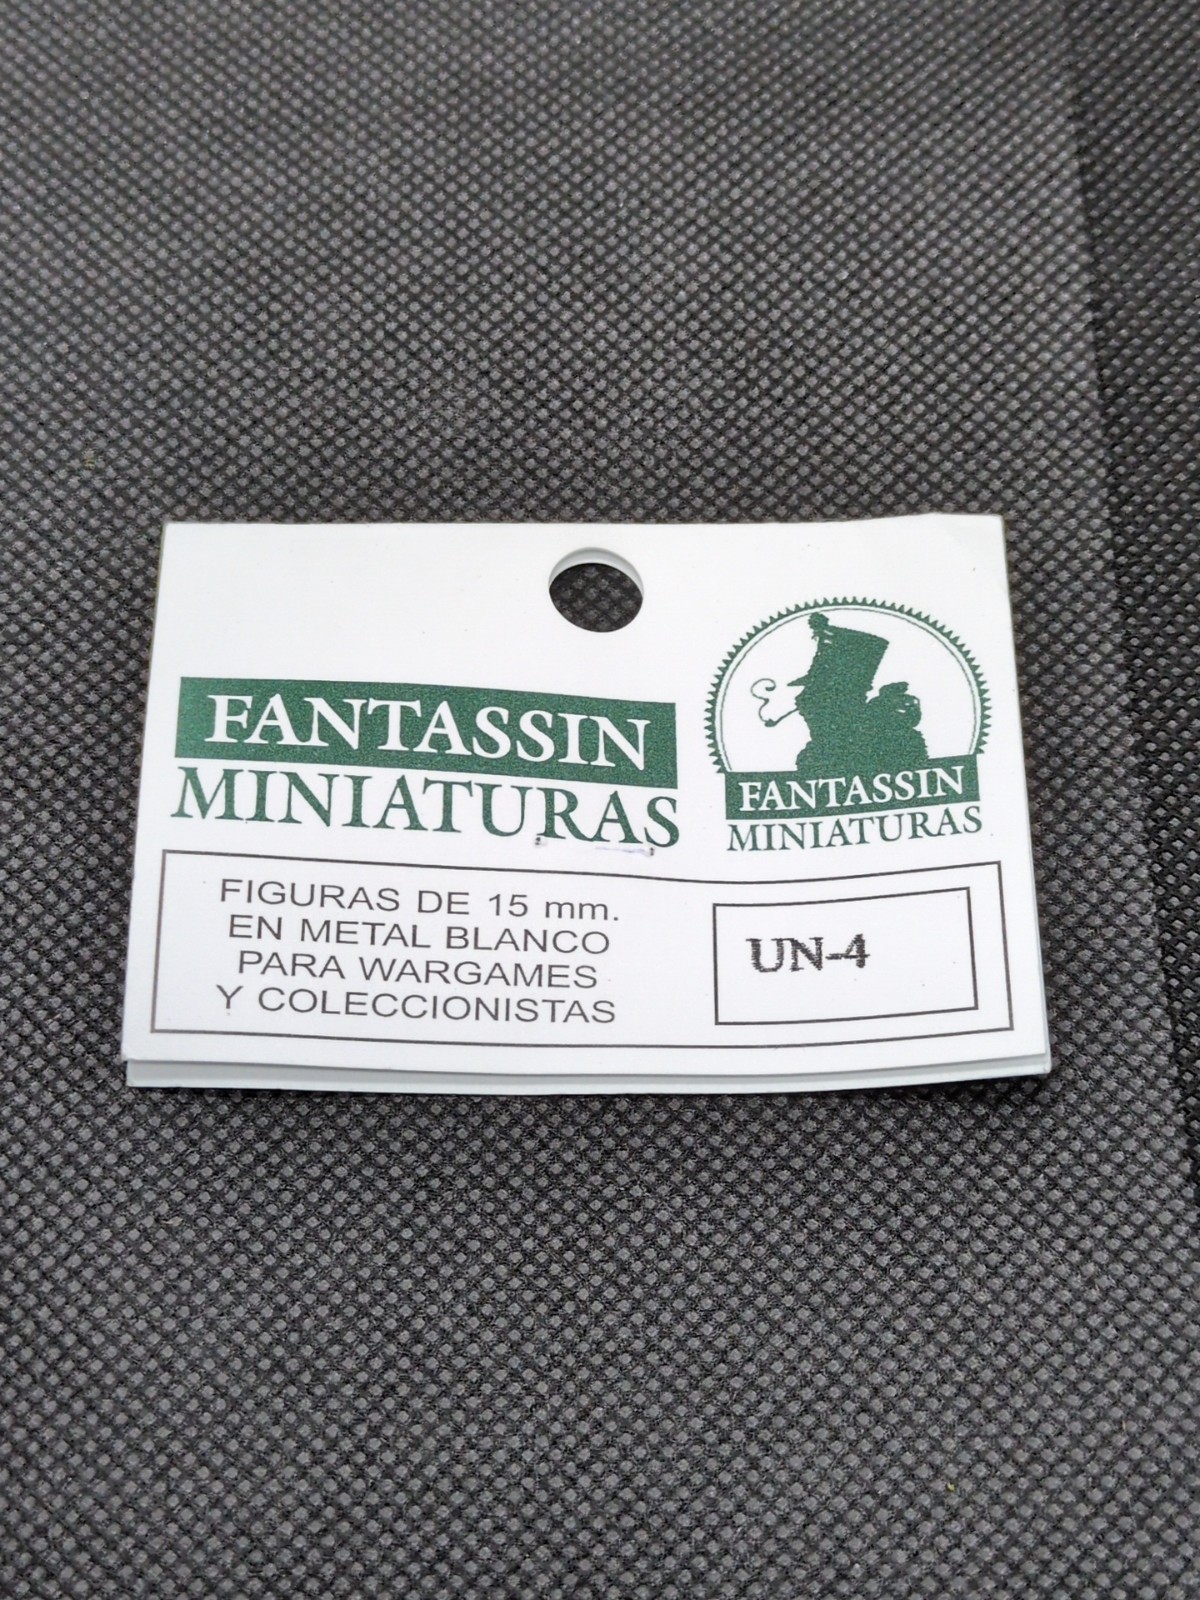 FANTASSIN
MINIATURAS
FANTASSIN
MINIATURAS
FIGURAS DE 15 mm.
EN METAL BLANCO
PARA WARGAMES
Y COLECCIONISTAS
UN-4